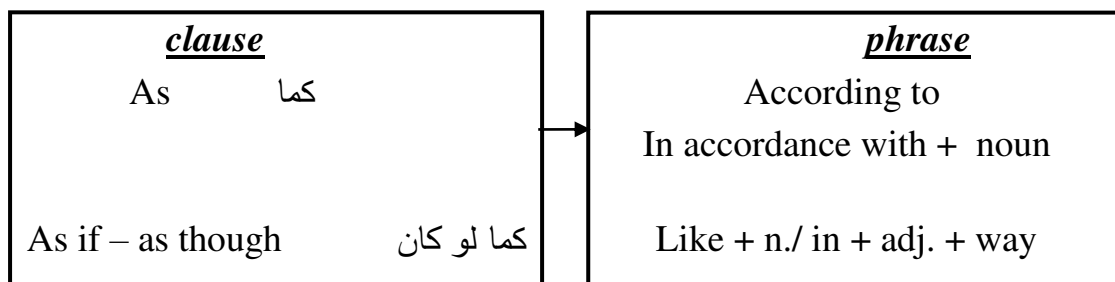 clause
As كما
As if – as though كما لو كان
phrase
According to
In accordance with + noun
Like + n./ in + adj. + way